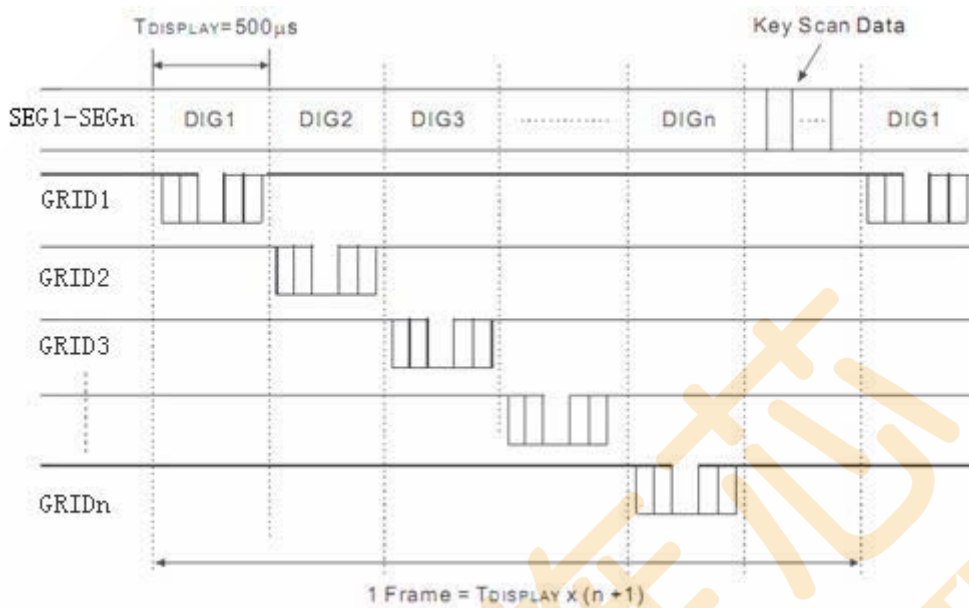 TDISPLAY=500μs
Key Scan Data
SEG1-SEGn DIG1 DIG2 DIG3 ............ DIGn ..... DIG1
GRID1
GRID2
GRID3
GRIDn
1 Frame = TDISPLAY x (n +1)